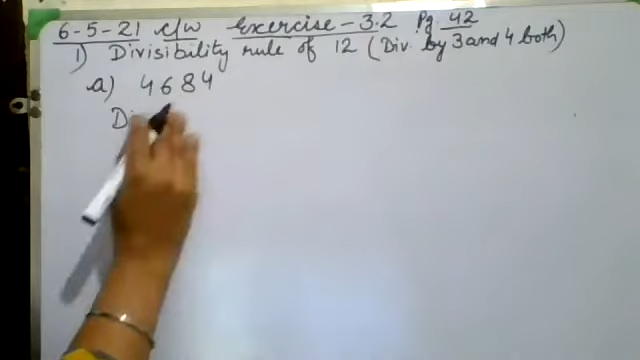 6-5-21 c/w exercise-3.2 Pg. 42
1) Divisibility rule of 12 (Div. by 3 and 4 both)
a) 4684
Di